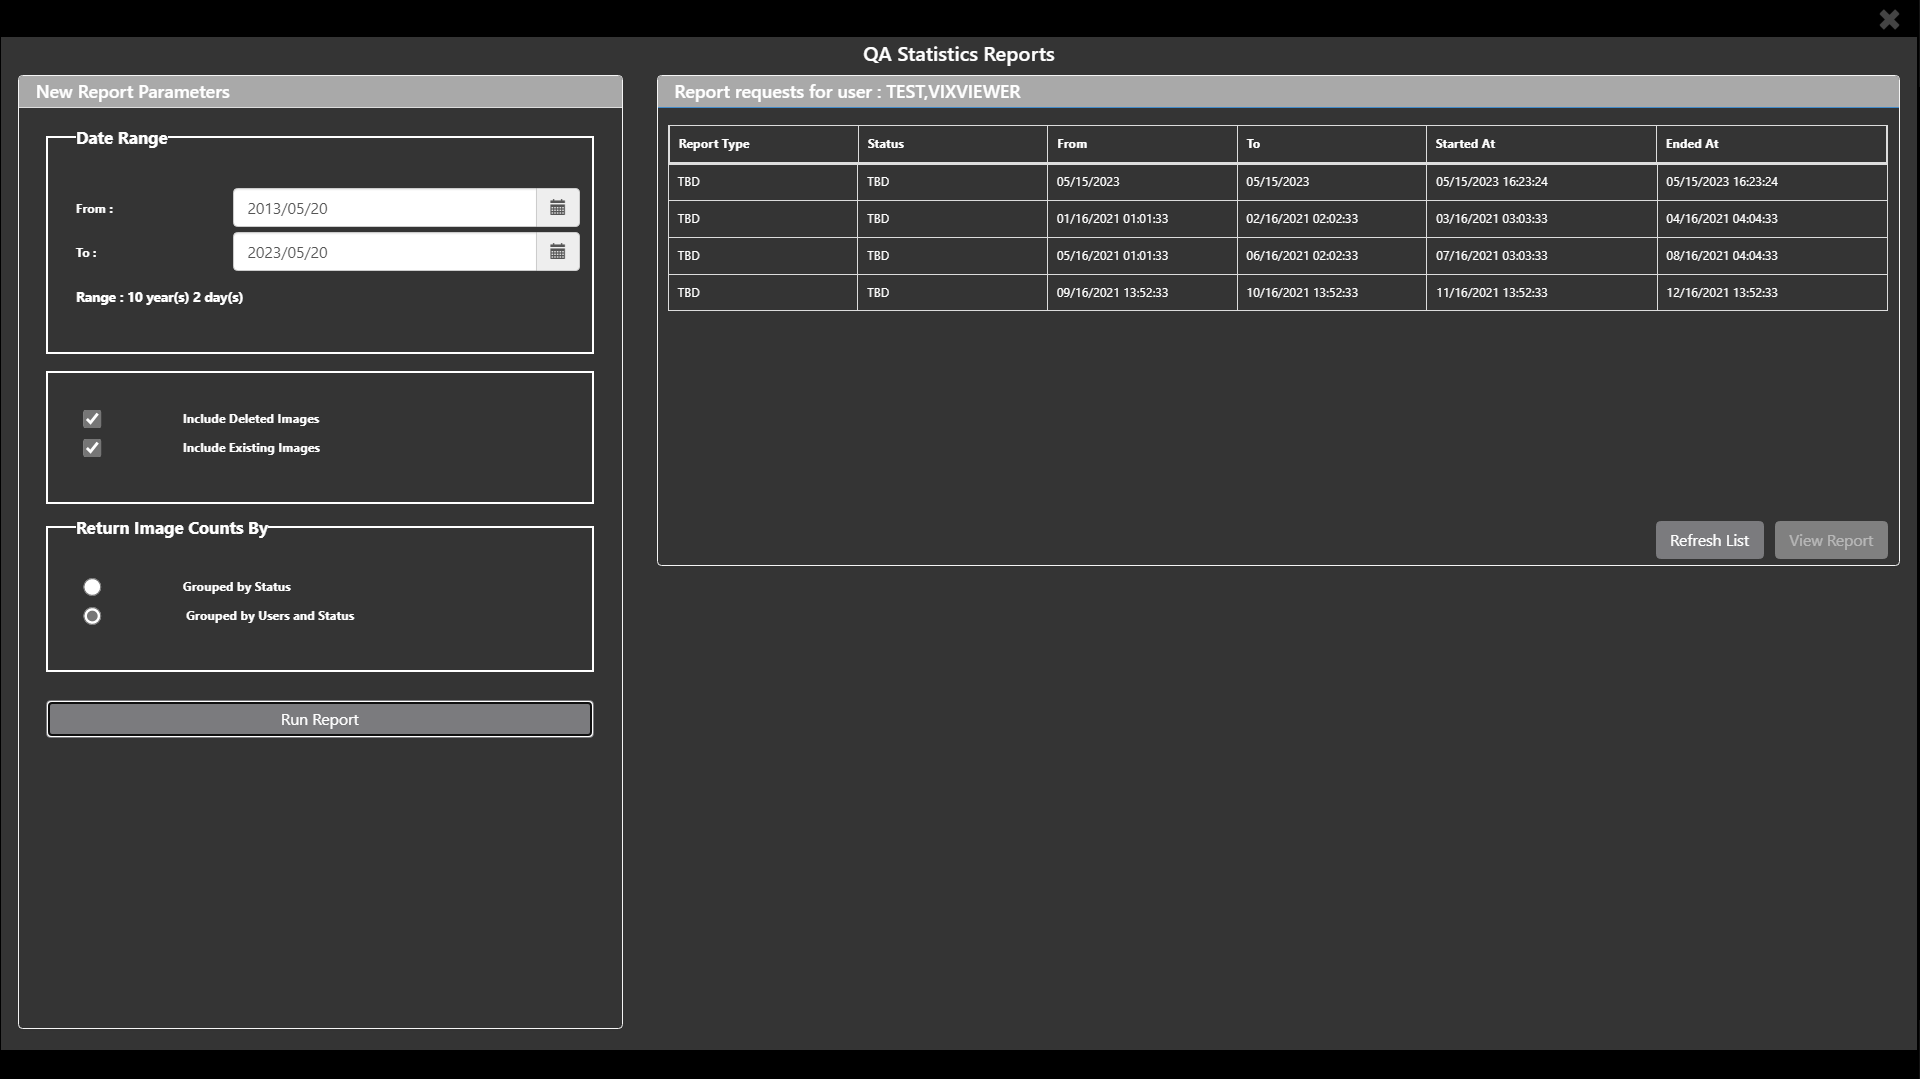 QA Statistics Reports
New Report Parameters
Date Range
From :
2013/05/20
To :
2023/05/20
Range : 10 year(s) 2 day(s)
Include Deleted Images
Include Existing Images
Return Image Counts By
Grouped by Status
Grouped by Users and Status
Run Report
Report requests for user : TEST,VIXVIEWER
Report Type Status From To Started At Ended At
TBD TBD 05/15/2023 05/15/2023 05/15/2023 16:23:24 05/15/2023 16:23:24
TBD TBD 01/16/2021 01:01:33 02/16/2021 02:02:33 03/16/2021 03:03:33 04/16/2021 04:04:33
TBD TBD 05/16/2021 01:01:33 06/16/2021 02:02:33 07/16/2021 03:03:33 08/16/2021 04:04:33
TBD TBD 09/16/2021 13:52:33 10/16/2021 13:52:33 11/16/2021 13:52:33 12/16/2021 13:52:33
Refresh List View Report